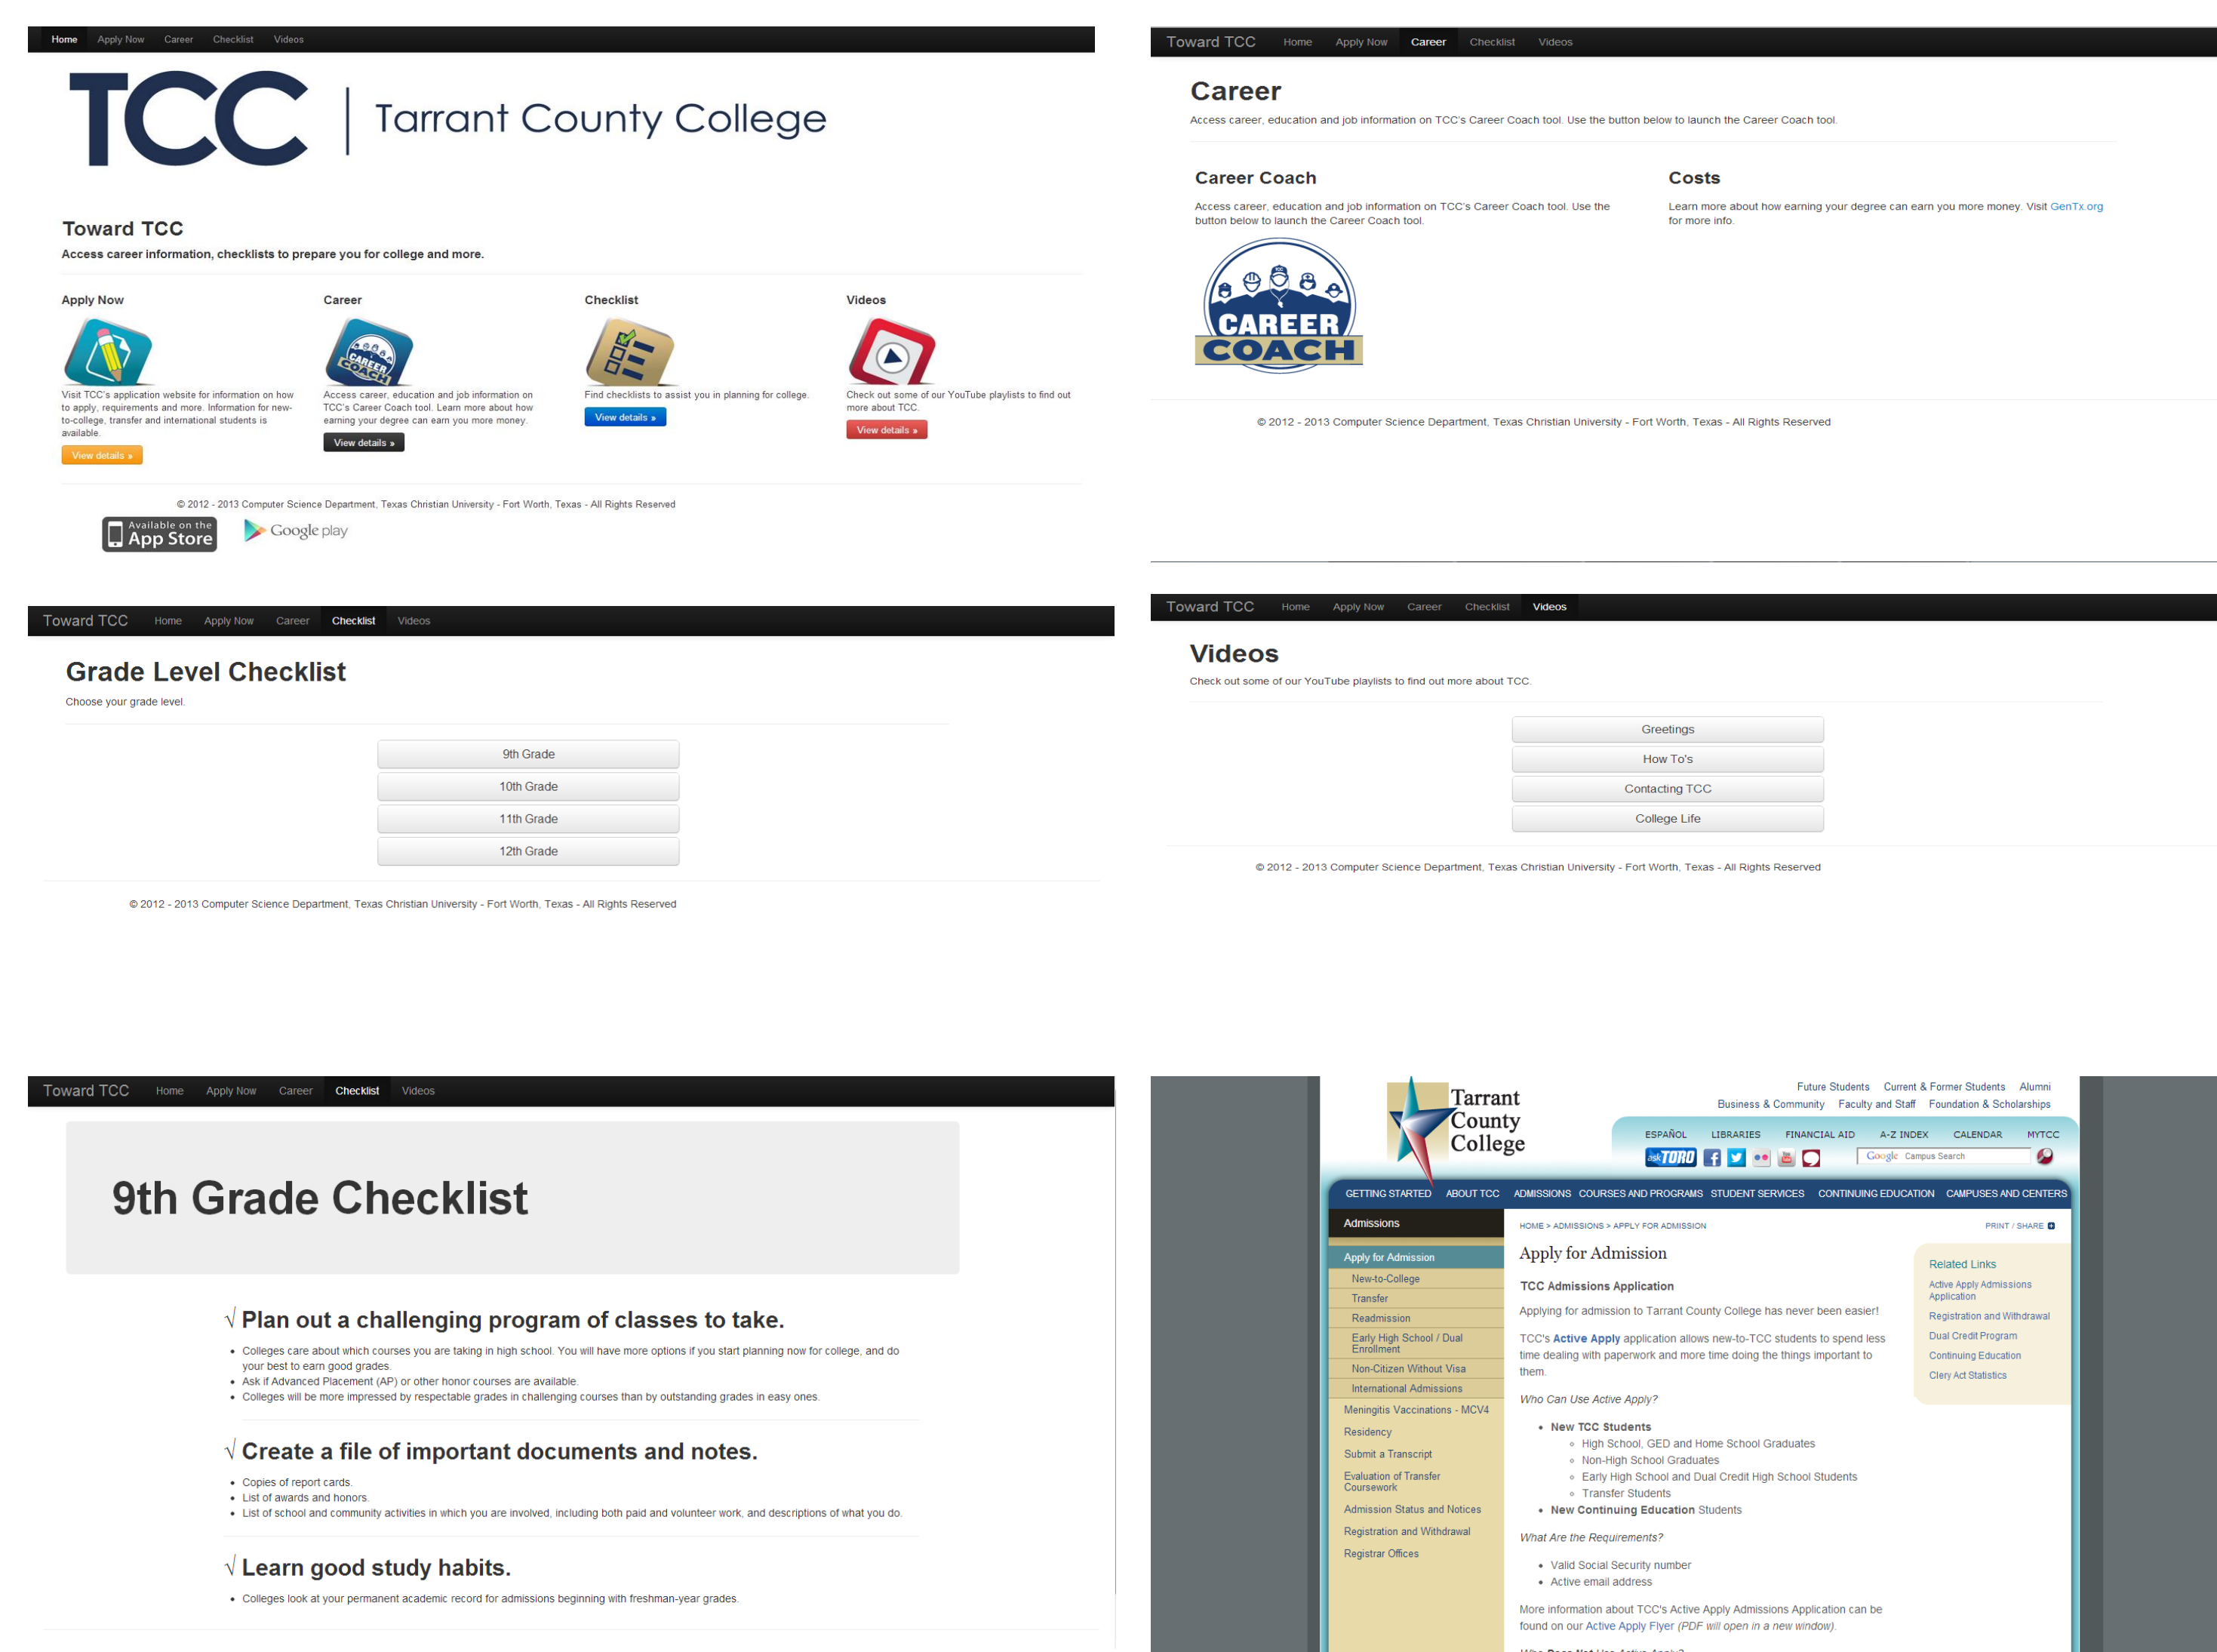 Home Apply Now Career Checklist Videos
TCC | Tarrant County College
Toward TCC
Access career information, checklists to prepare you for college and more.
Apply Now
Visit TCC's application website for information on how
to apply, requirements and more. Information for new-
to-college, transfer and international students is
available.
View details »
Career
CAREER
COACH
Access career, education and job information on
TCC's Career Coach tool. Learn more about how
earning your degree can earn you more money.
View details »
Checklist
Find checklists to assist you in planning for college.
View details »
Videos
Check out some of our YouTube playlists to find out
more about TCC.
View details »
© 2012 - 2013 Computer Science Department, Texas Christian University - Fort Worth, Texas - All Rights Reserved
Available on the
App Store
Google play
Toward TCC Home Apply Now Career Checklist Videos
Career
Access career, education and job information on TCC's Career Coach tool. Use the button below to launch the Career Coach tool.
Career Coach
Access career, education and job information on TCC's Career Coach tool. Use the
button below to launch the Career Coach tool.
TCC
CAREER
COACH
Costs
Learn more about how earning your degree can earn you more money. Visit GenTx.org
for more info.
© 2012 - 2013 Computer Science Department, Texas Christian University - Fort Worth, Texas - All Rights Reserved
Toward TCC Home Apply Now Career Checklist Videos
Grade Level Checklist
Choose your grade level.
9th Grade
10th Grade
11th Grade
12th Grade
© 2012 - 2013 Computer Science Department, Texas Christian University - Fort Worth, Texas - All Rights Reserved
Toward TCC Home Apply Now Career Checklist Videos
Videos
Check out some of our YouTube playlists to find out more about TCC.
Greetings
How To's
Contacting TCC
College Life
© 2012 - 2013 Computer Science Department, Texas Christian University - Fort Worth, Texas - All Rights Reserved
Toward TCC Home Apply Now Career Checklist Videos
9th Grade Checklist
√ Plan out a challenging program of classes to take.
• Colleges care about which courses you are taking in high school. You will have more options if you start planning now for college, and do
your best to earn good grades.
• Ask if Advanced Placement (AP) or other honor courses are available.
• Colleges will be more impressed by respectable grades in challenging courses than by outstanding grades in easy ones.
√ Create a file of important documents and notes.
• Copies of report cards.
• List of awards and honors.
• List of school and community activities in which you are involved, including both paid and volunteer work, and descriptions of what you do.
√ Learn good study habits.
• Colleges look at your permanent academic record for admissions beginning with freshman-year grades.
Tarrant
County
College
Future Students Current & Former Students Alumni
Business & Community Faculty and Staff Foundation & Scholarships
ESPAÑOL LIBRARIES FINANCIAL AID A-Z INDEX CALENDAR MYTCC
ask TORO
Google Campus Search
GETTING STARTED ABOUT TCC ADMISSIONS COURSES AND PROGRAMS STUDENT SERVICES CONTINUING EDUCATION CAMPUSES AND CENTERS
Admissions
Apply for Admission
New-to-College
Transfer
Readmission
Early High School / Dual
Enrollment
Non-Citizen Without Visa
International Admissions
Meningitis Vaccinations - MCV4
Residency
Submit a Transcript
Evaluation of Transfer
Coursework
Admission Status and Notices
Registration and Withdrawal
Registrar Offices
HOME > ADMISSIONS > APPLY FOR ADMISSION
PRINT / SHARE
Apply for Admission
TCC Admissions Application
Applying for admission to Tarrant County College has never been easier!
TCC's Active Apply application allows new-to-TCC students to spend less
time dealing with paperwork and more time doing the things important to
them.
Who Can Use Active Apply?
• New TCC Students
◦ High School, GED and Home School Graduates
◦ Non-High School Graduates
◦ Early High School and Dual Credit High School Students
◦ Transfer Students
• New Continuing Education Students
What Are the Requirements?
• Valid Social Security number
• Active email address
More information about TCC's Active Apply Admissions Application can be
found on our Active Apply Flyer (PDF will open in a new window).
Who Does Not Use Active Apply?
Related Links
Active Apply Admissions
Application
Registration and Withdrawal
Dual Credit Program
Continuing Education
Clery Act Statistics